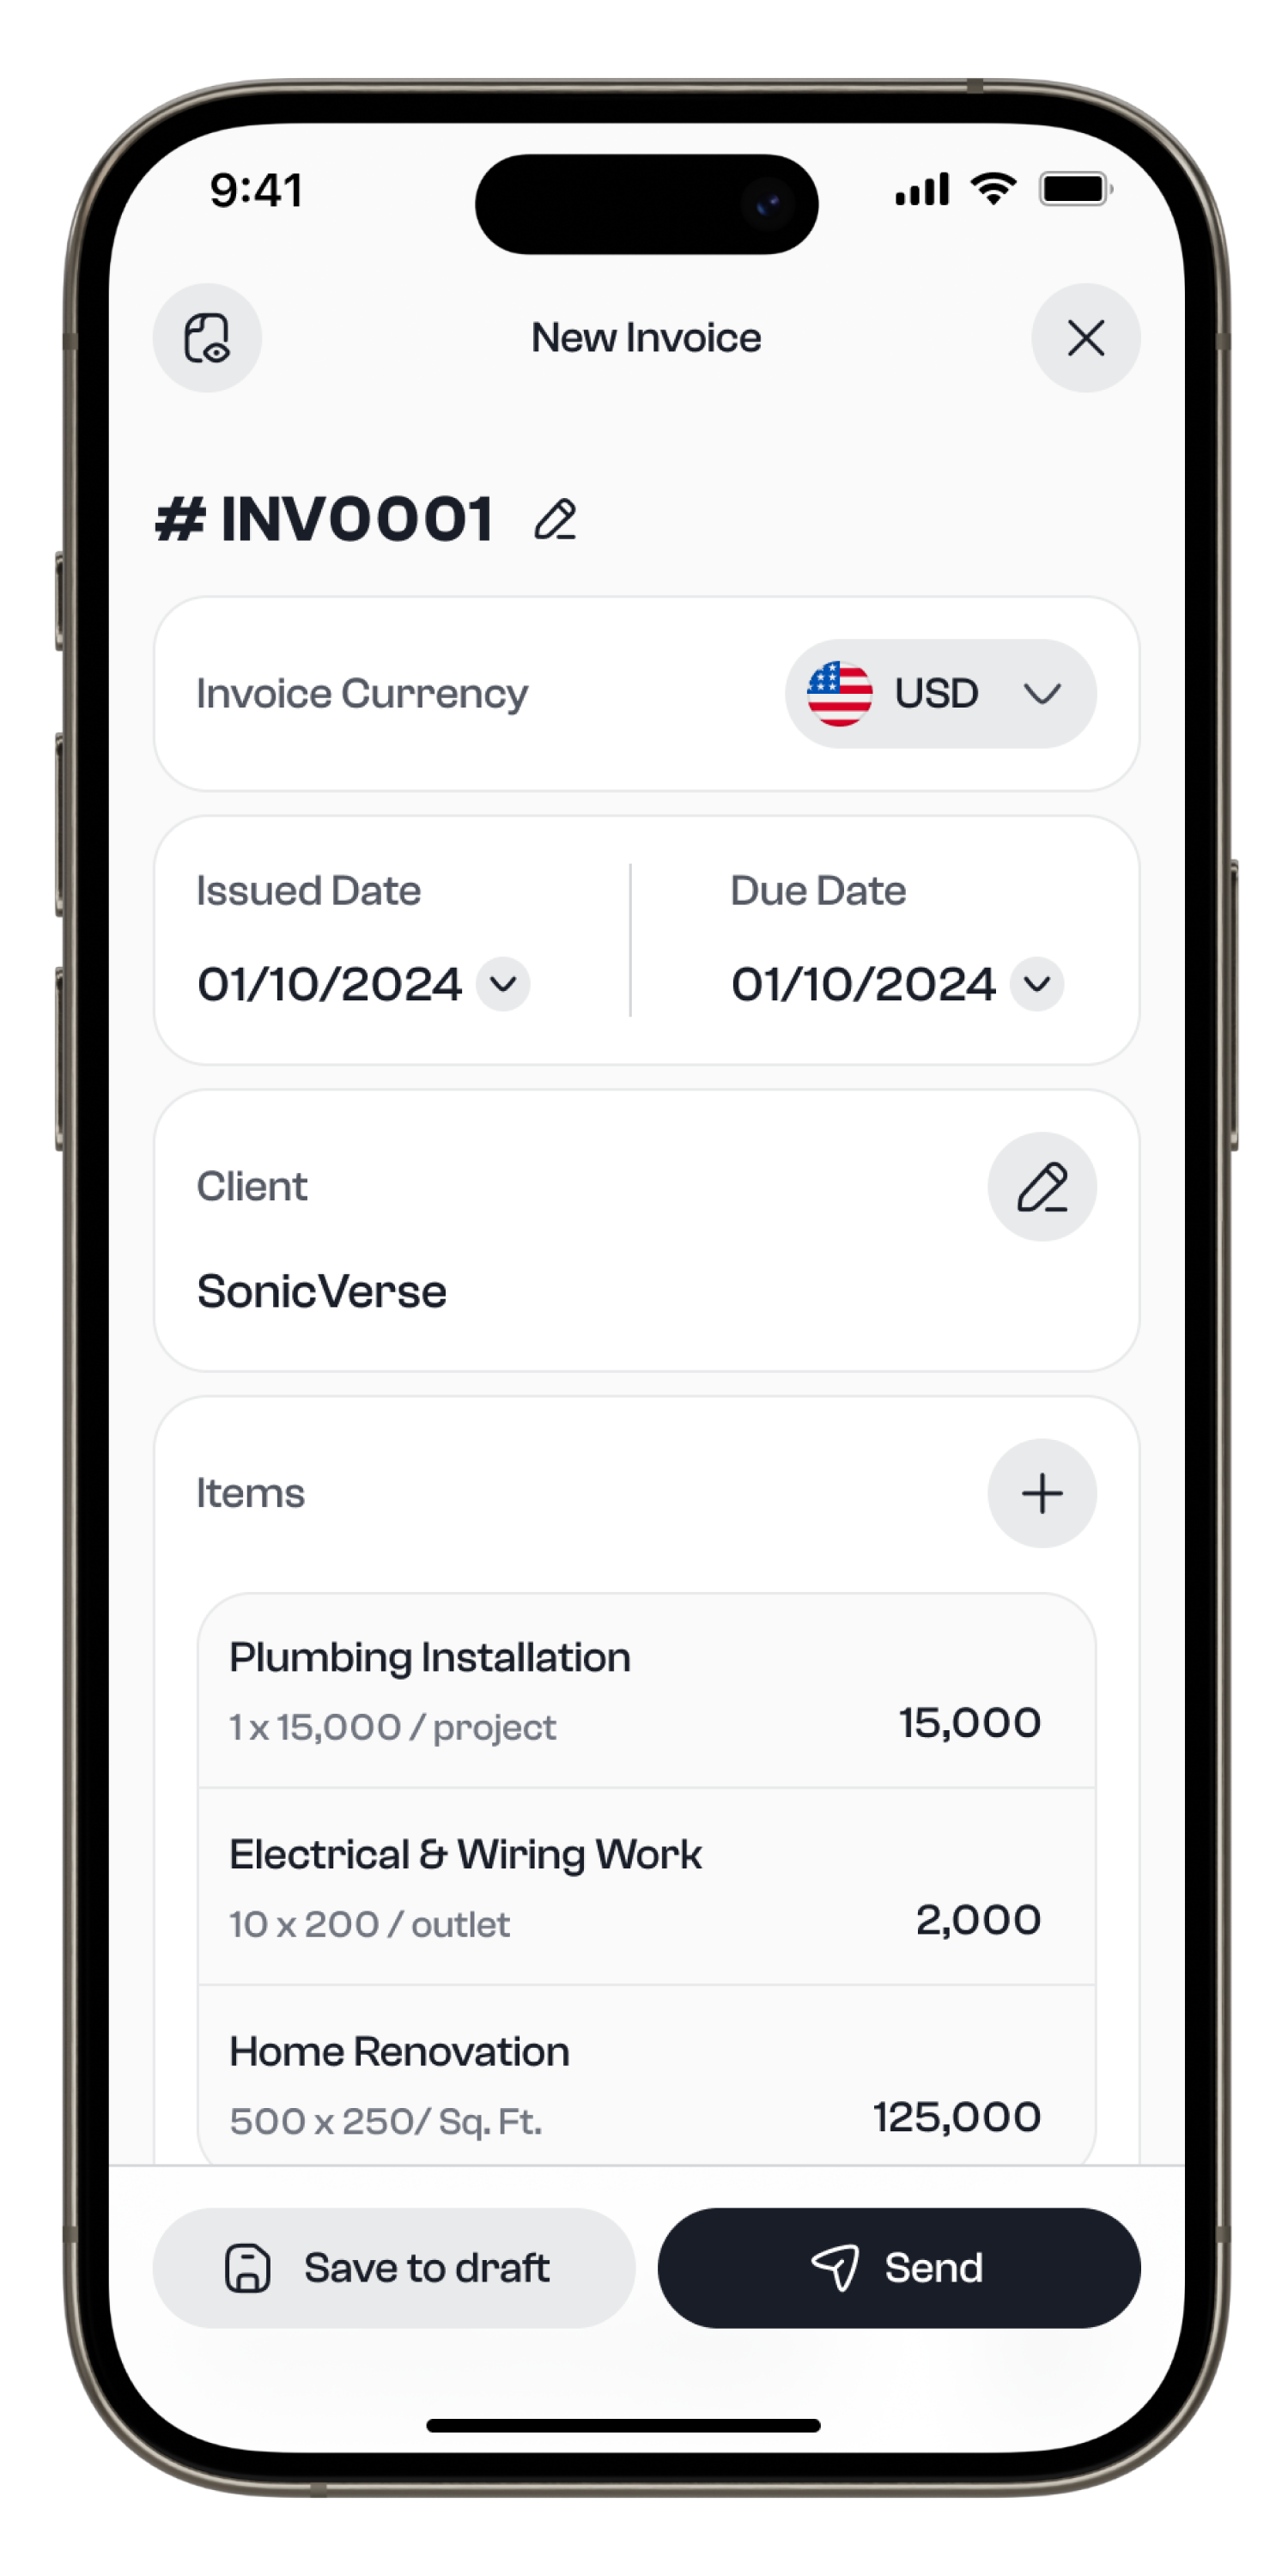 9:41
New Invoice
# INV0001
Invoice Currency
USD
Issued Date
Due Date
01/10/2024
01/10/2024
Client
SonicVerse
Items
Plumbing Installation
1 x 15,000 / project
15,000
Electrical & Wiring Work
10 x 200 / outlet
2,000
Home Renovation
500 x 250/ Sq. Ft.
125,000
Save to draft
Send